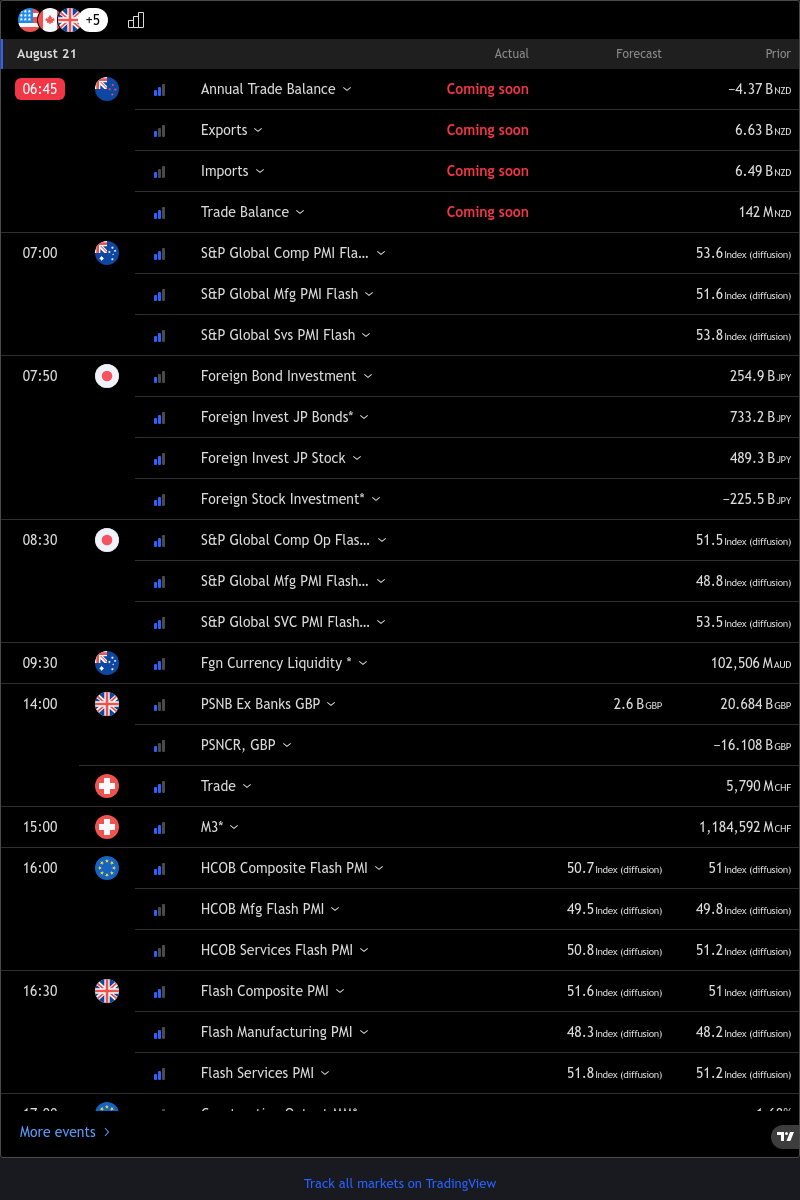 +5
August 21 Actual Forecast Prior
06:45 Annual Trade Balance Coming soon −4.37 B NZD
Exports Coming soon 6.63 B NZD
Imports Coming soon 6.49 B NZD
Trade Balance Coming soon 142 M NZD
07:00 S&P Global Comp PMI Fla... 53.6 Index (diffusion)
S&P Global Mfg PMI Flash 51.6 Index (diffusion)
S&P Global Svs PMI Flash 53.8 Index (diffusion)
07:50 Foreign Bond Investment 254.9 B JPY
Foreign Invest JP Bonds* 733.2 B JPY
Foreign Invest JP Stock 489.3 B JPY
Foreign Stock Investment* −225.5 B JPY
08:30 S&P Global Comp Op Flas... 51.5 Index (diffusion)
S&P Global Mfg PMI Flash... 48.8 Index (diffusion)
S&P Global SVC PMI Flash... 53.5 Index (diffusion)
09:30 Fgn Currency Liquidity * 102,506 M AUD
14:00 PSNB Ex Banks GBP 2.6 B GBP 20.684 B GBP
PSNCR, GBP −16.108 B GBP
Trade 5,790 M CHF
15:00 M3* 1,184,592 M CHF
16:00 HCOB Composite Flash PMI 50.7 Index (diffusion) 51 Index (diffusion)
HCOB Mfg Flash PMI 49.5 Index (diffusion) 49.8 Index (diffusion)
HCOB Services Flash PMI 50.8 Index (diffusion) 51.2 Index (diffusion)
16:30 Flash Composite PMI 51.6 Index (diffusion) 51 Index (diffusion)
Flash Manufacturing PMI 48.3 Index (diffusion) 48.2 Index (diffusion)
Flash Services PMI 51.8 Index (diffusion) 51.2 Index (diffusion)
More events
Track all markets on TradingView